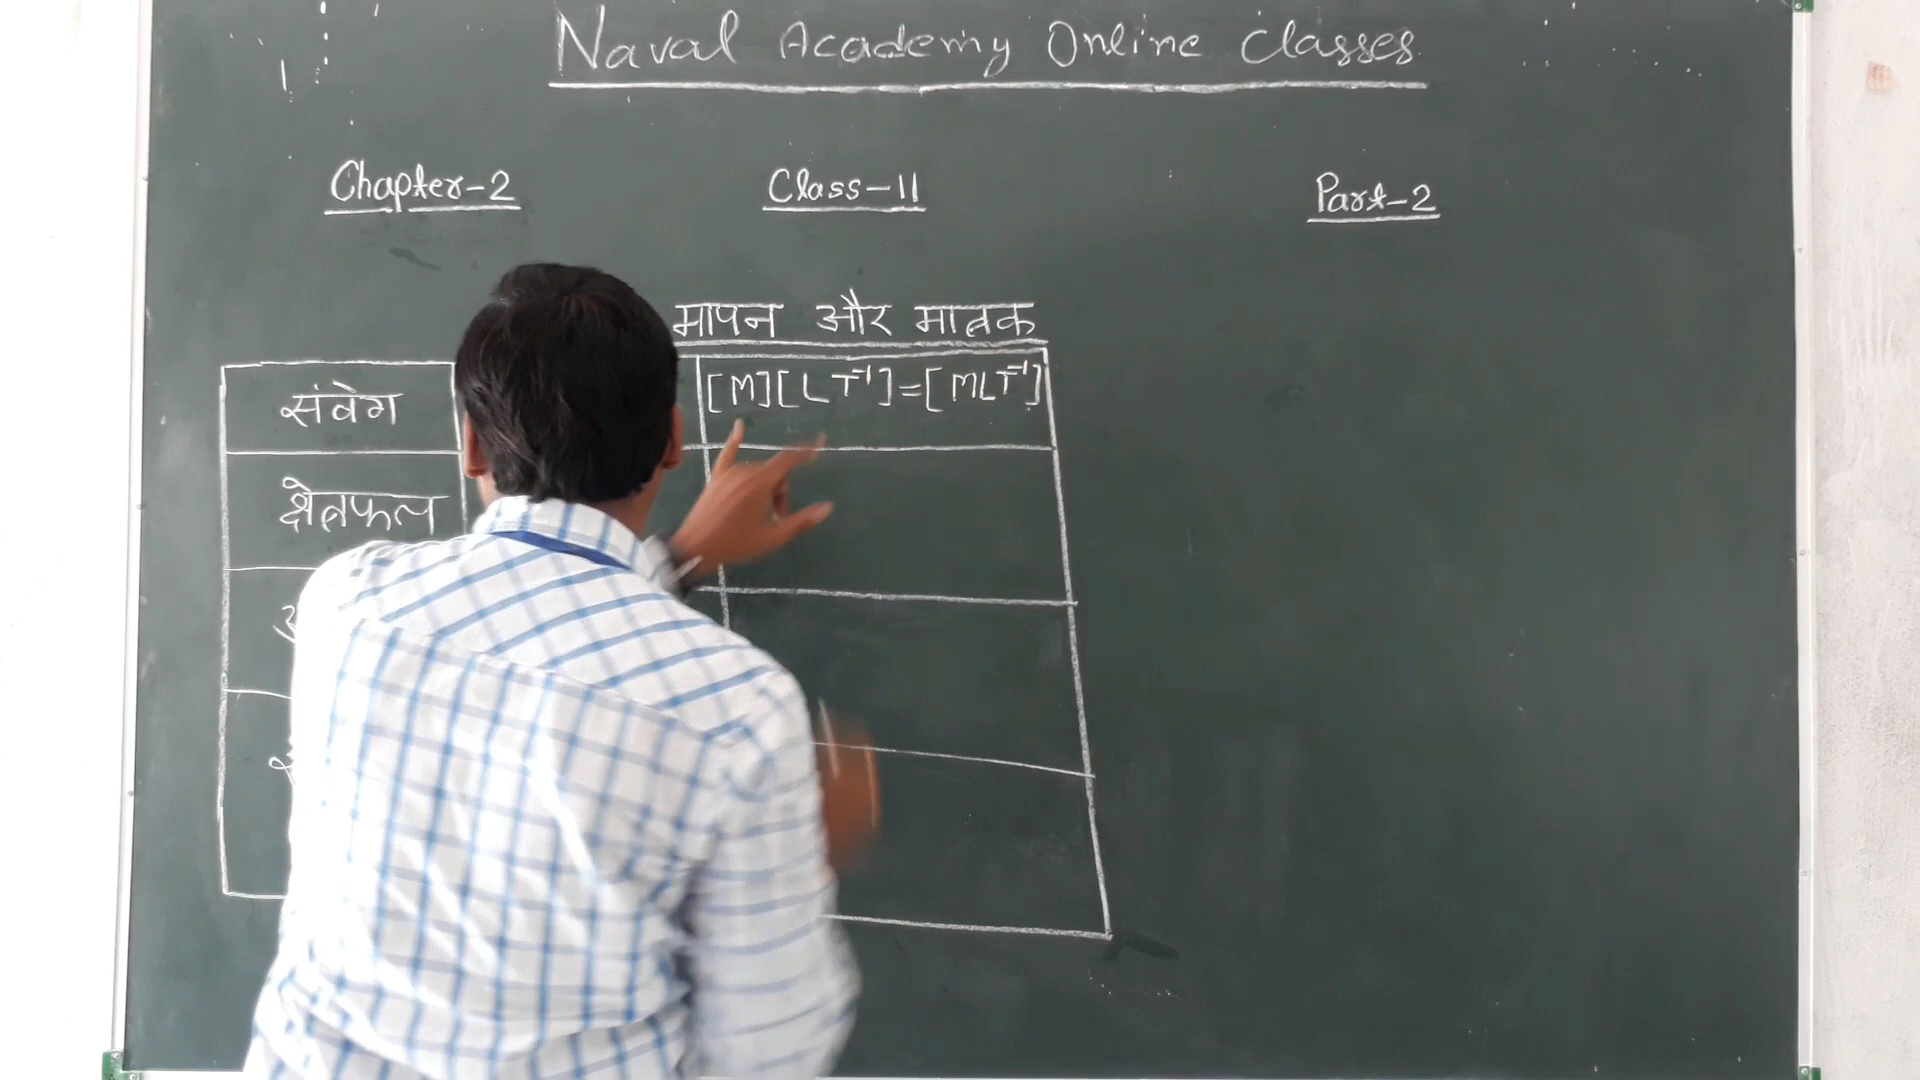 Naval Academy Online Classes
Chapter-2 Class-11 Part-2
मापन और मात्रक
संवेग [M][LT⁻¹]=[MLT⁻¹]
क्षेत्रफल